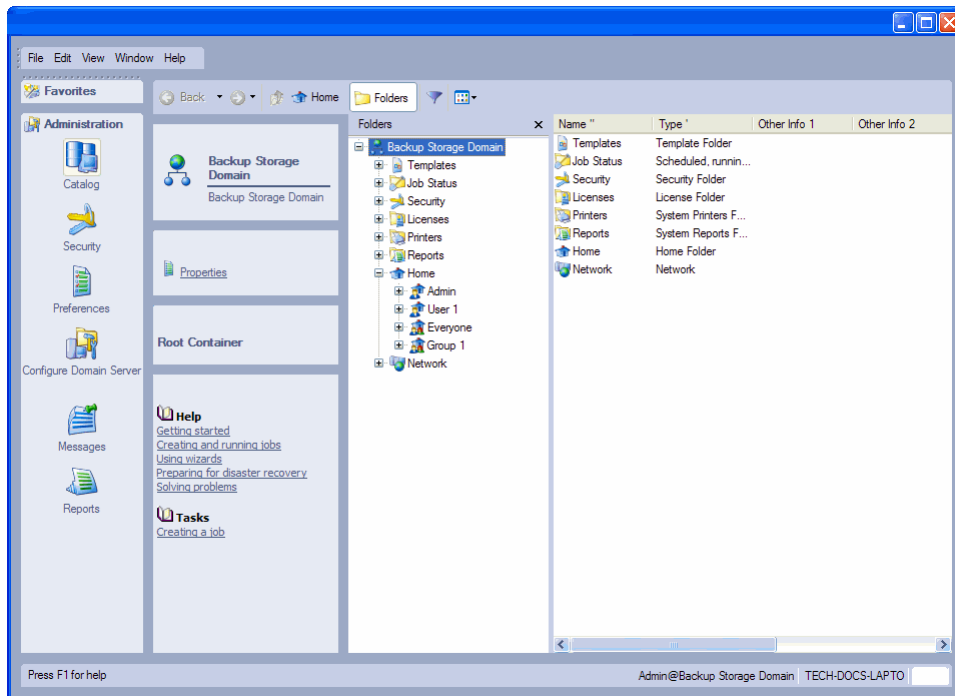 File Edit View Window Help
Favorites
Administration
Catalog
Security
Preferences
Configure Domain Server
Messages
Reports
Back Home Folders
Backup Storage
Domain
Backup Storage Domain
Properties
Root Container
Help
Getting started
Creating and running jobs
Using wizards
Preparing for disaster recovery
Solving problems
Tasks
Creating a job
Folders x
Backup Storage Domain
Templates
Job Status
Security
Licenses
Printers
Reports
Home
Admin
User 1
Everyone
Group 1
Network
Name " Type ' Other Info 1 Other Info 2
Templates Template Folder
Job Status Scheduled, runnin...
Security Security Folder
Licenses License Folder
Printers System Printers F...
Reports System Reports F...
Home Home Folder
Network Network
Press F1 for help
Admin@Backup Storage Domain TECH-DOCS-LAPTO